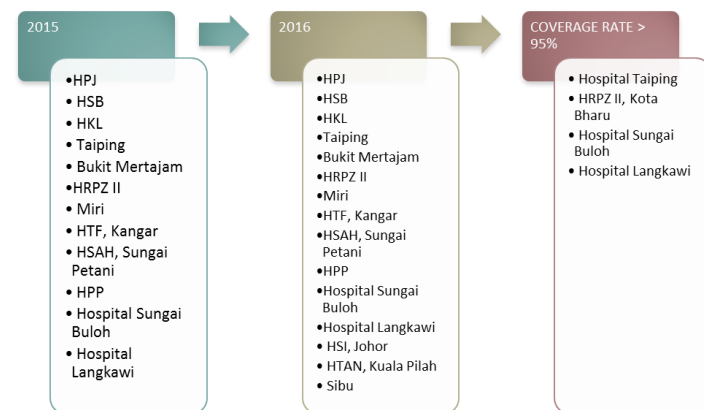 2015
•HPJ
• HSB
• HKL
• Taiping
• Bukit Mertajam
•HRPZ II
• Miri
• HTF, Kangar
• HSAH, Sungai
Petani
• HPP
• Hospital Sungai
Buloh
• Hospital
Langkawi
2016
•HPJ
•HSB
•HKL
•Taiping
•Bukit Mertajam
•HRPZ II
•Miri
•HTF, Kangar
•HSAH, Sungai
Petani
•HPP
•Hospital Sungai
Buloh
•Hospital Langkawi
• HSI, Johor
• HTAN, Kuala Pilah
• Sibu
COVERAGE RATE >
95%
• Hospital Taiping
• HRPZ II, Kota
Bharu
• Hospital Sungai
Buloh
• Hospital Langkawi